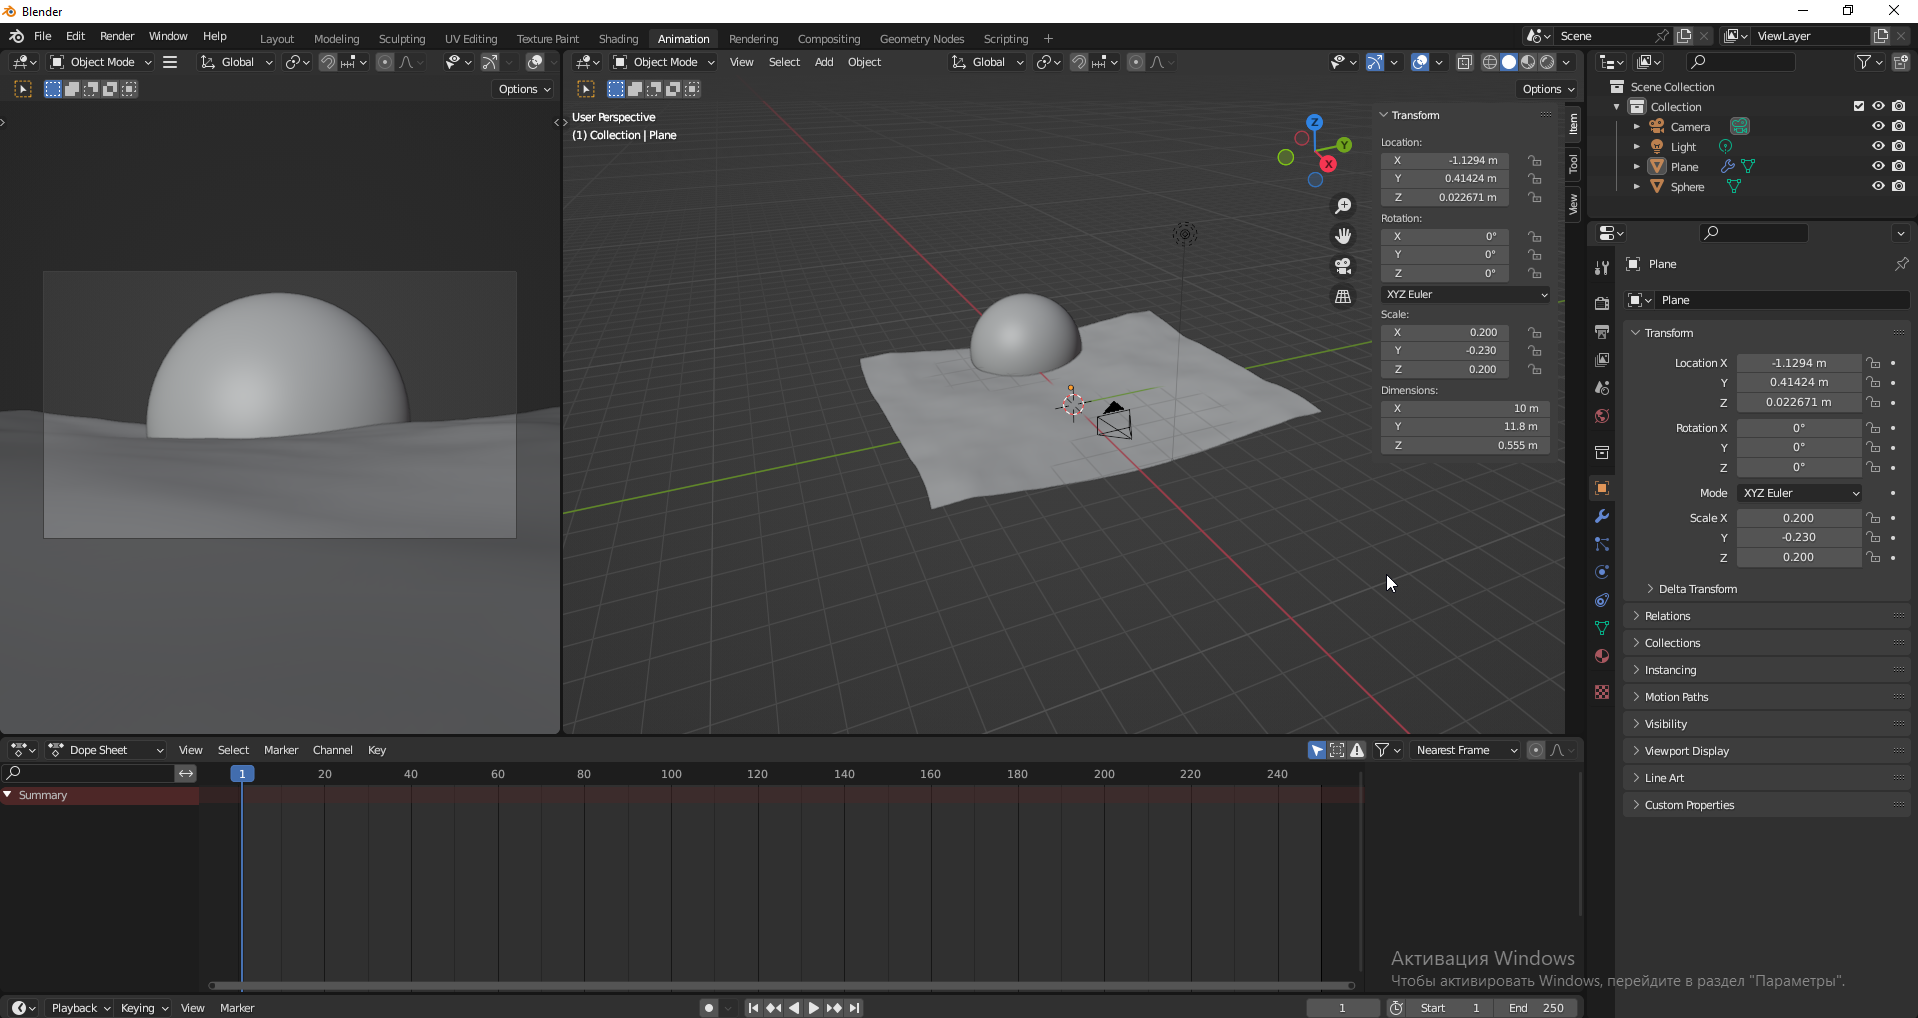 Blender
File Edit Render Window Help Layout Modeling Sculpting UV Editing Texture Paint Shading Animation Rendering Compositing Geometry Nodes Scripting + Scene ViewLayer
Object Mode Global
Options
Object Mode View Select Add Object Global
Options
User Perspective
(1) Collection | Plane
Z
Y
X
Transform
Location:
X -1.1294 m
Y 0.41424 m
Z 0.022671 m
Rotation:
X 0°
Y 0°
Z 0°
XYZ Euler
Scale:
X 0.200
Y -0.230
Z 0.200
Dimensions:
X 10 m
Y 11.8 m
Z 0.555 m
Item
Tool
View
Scene Collection
Collection
Camera
Light
Plane
Sphere
Plane
Plane
Transform
Location X -1.1294 m
Y 0.41424 m
Z 0.022671 m
Rotation X 0°
Y 0°
Z 0°
Mode XYZ Euler
Scale X 0.200
Y -0.230
Z 0.200
Delta Transform
Relations
Collections
Instancing
Motion Paths
Visibility
Viewport Display
Line Art
Custom Properties
Dope Sheet View Select Marker Channel Key Nearest Frame
1 20 40 60 80 100 120 140 160 180 200 220 240
Summary
Активация Windows
Чтобы активировать Windows, перейдите в раздел "Параметры".
Playback Keying View Marker 1 Start 1 End 250